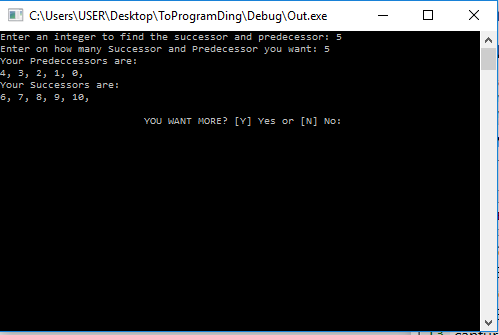 C:\Users\USER\Desktop\ToProgramDing\Debug\Out.exe
Enter an integer to find the successor and predecessor: 5
Enter on how many Successor and Predecessor you want: 5
Your Predeccessors are:
4, 3, 2, 1, 0,
Your Successors are:
6, 7, 8, 9, 10,
YOU WANT MORE? [Y] Yes or [N] No: